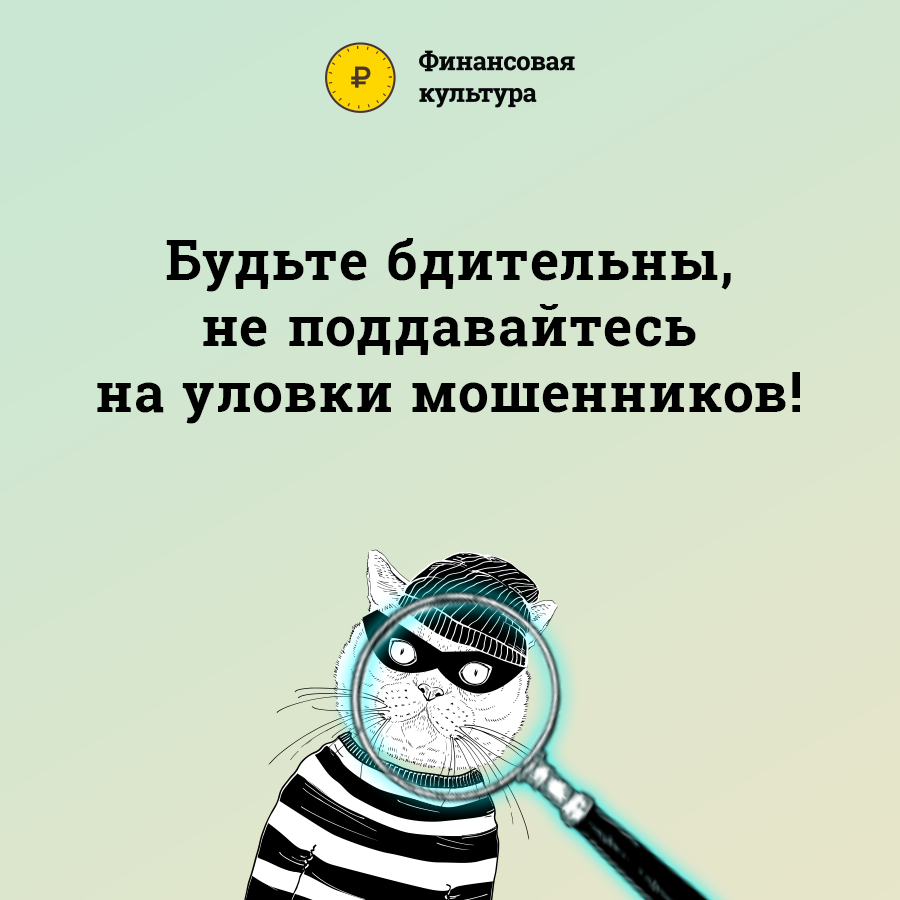 ₽
Финансовая
культура
Будьте бдительны,
не поддавайтесь
на уловки мошенников!